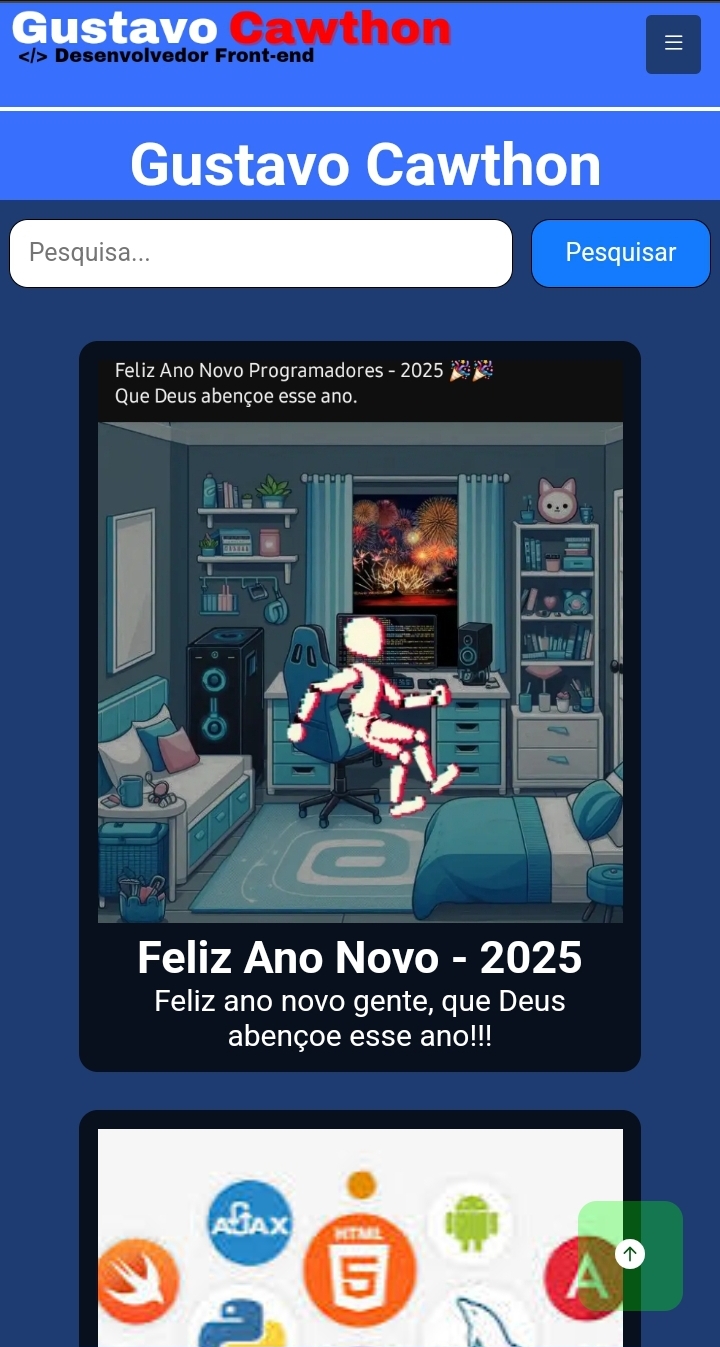 Gustavo Cawthon
</> Desenvolvedor Front-end
Gustavo Cawthon
Pesquisa...
Pesquisar
Feliz Ano Novo Programadores - 2025 🎉🎉
Que Deus abençoe esse ano.
Feliz Ano Novo - 2025
Feliz ano novo gente, que Deus
abençoe esse ano!!!
AJAX
HTML
5
A